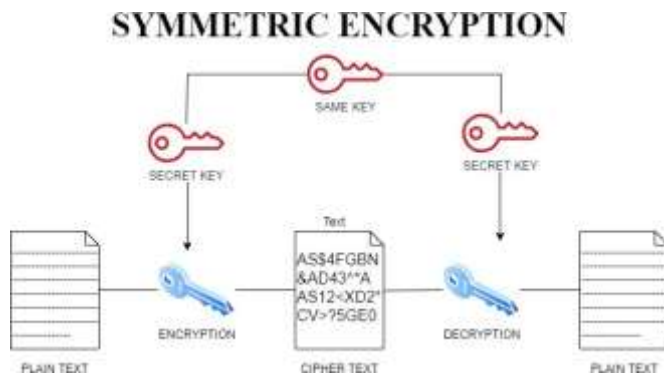 SYMMETRIC ENCRYPTION
SAME KEY
SECRET KEY
SECRET KEY
Text
AS$4FGBN
&AD43^*A
AS12<XD2*
CV>?5GE0
ENCRYPTION
DECRYPTION
PLAIN TEXT
CIPHER TEXT
PLAIN TEXT